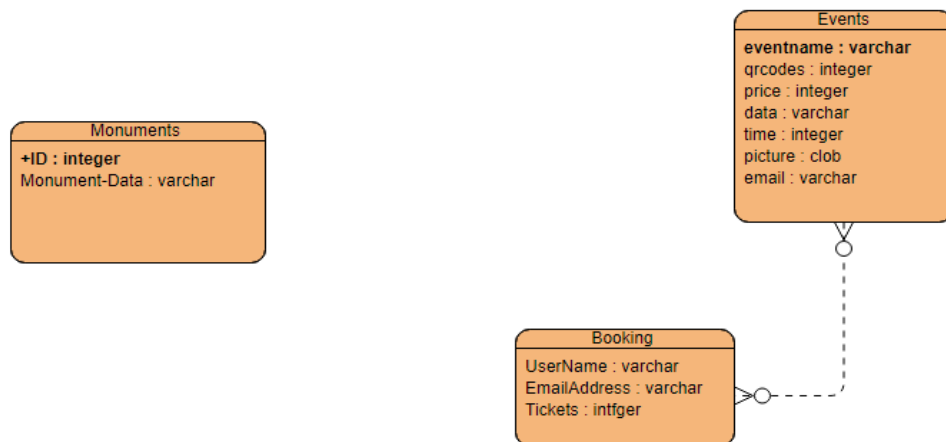 Monuments
+ID : integer
Monument-Data : varchar
Events
eventname : varchar
qrcodes : integer
price : integer
data : varchar
time : integer
picture : clob
email : varchar
Booking
UserName : varchar
EmailAddress : varchar
Tickets : intfger